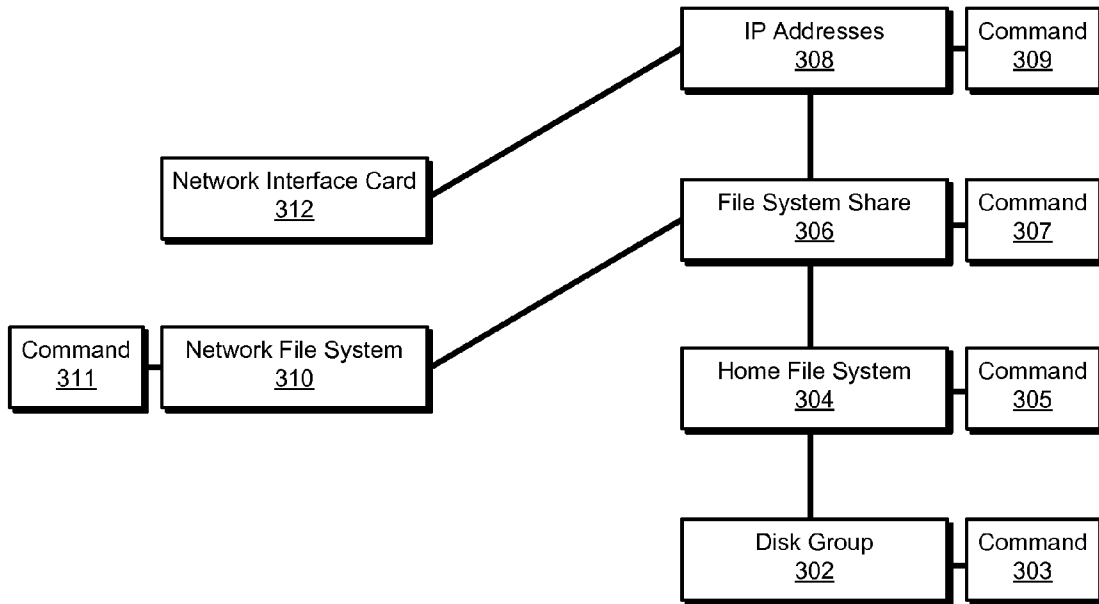 IP Addresses
308
Command
309
Network Interface Card
312
File System Share
306
Command
307
Command
311
Network File System
310
Home File System
304
Command
305
Disk Group
302
Command
303